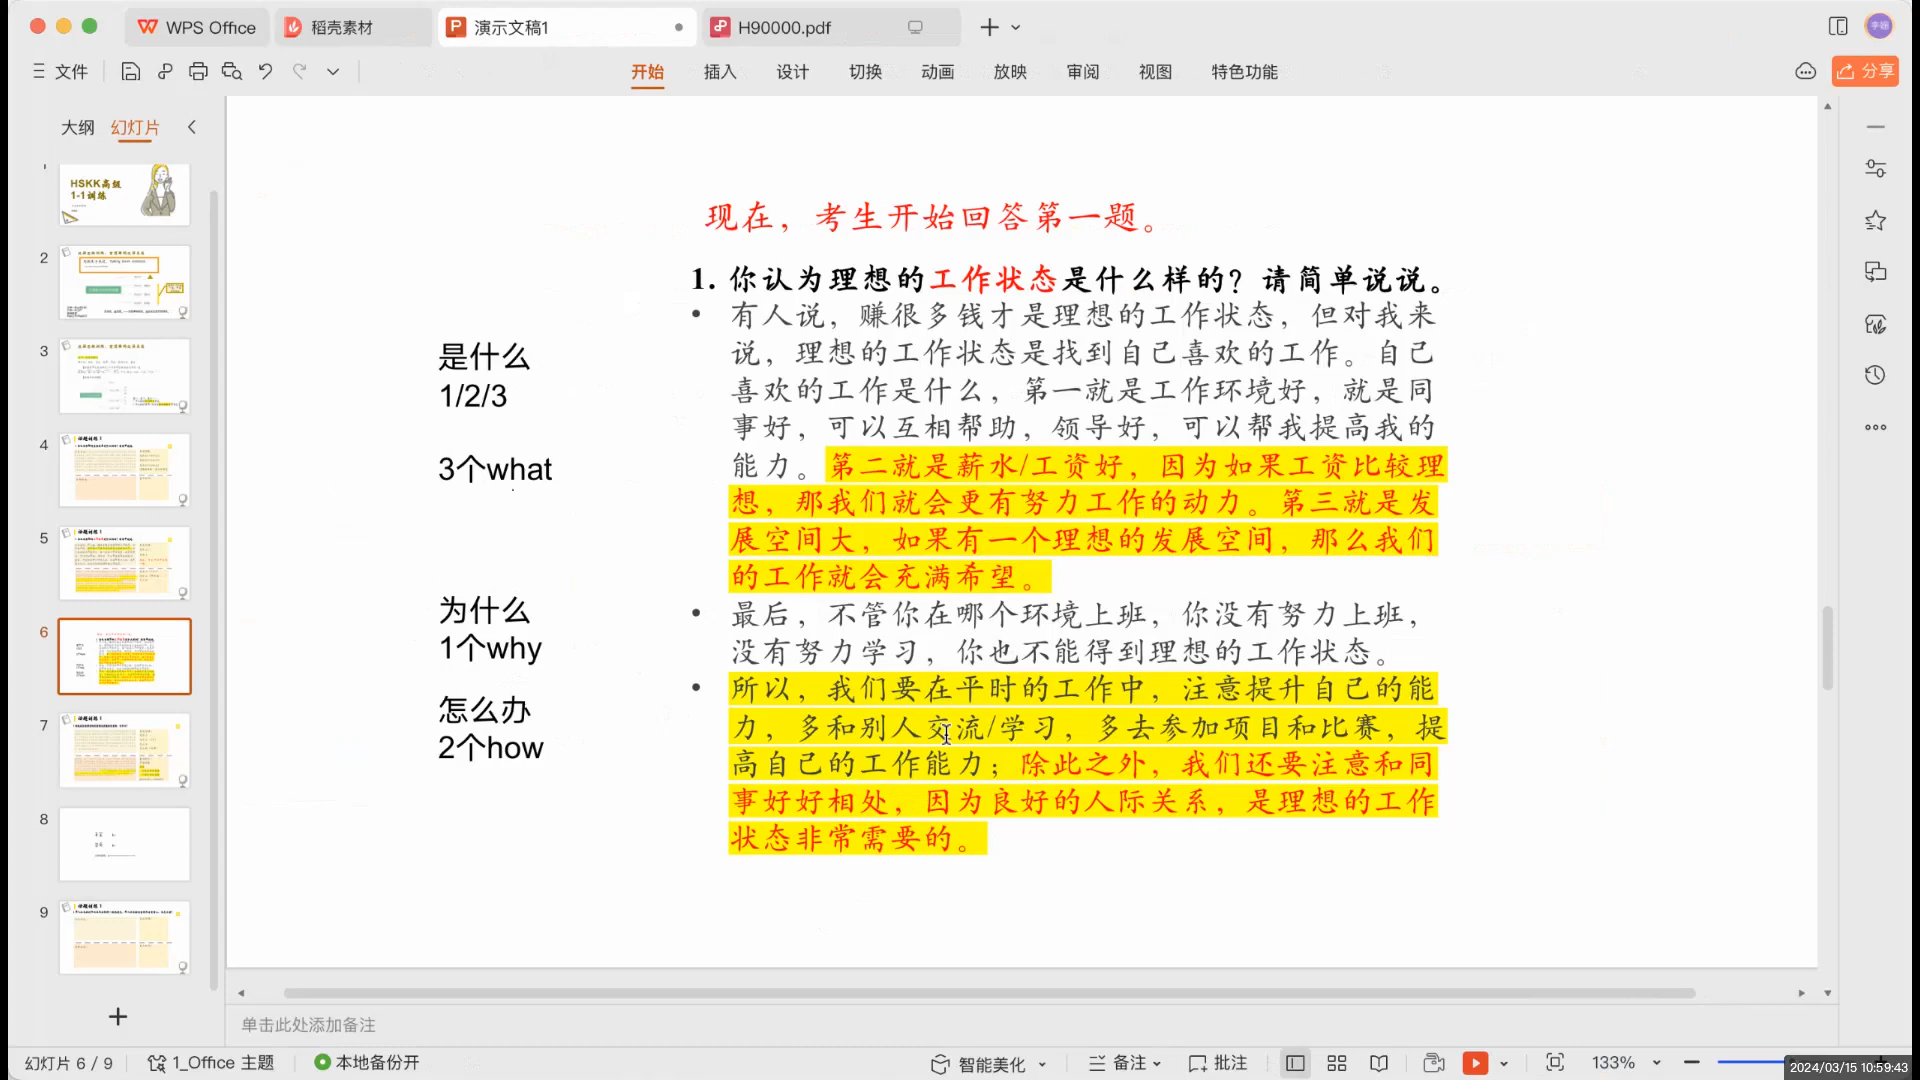 WPS Office
稻壳素材
演示文稿1
H90000.pdf
文件
开始
插入
设计
切换
动画
放映
审阅
视图
特色功能
分享
大纲
幻灯片
HSKK高级
1-1训练
2
3
4
5
6
7
8
9
现在，考生开始回答第一题。
1. 你认为理想的工作状态是什么样的？请简单说说。
• 有人说，赚很多钱才是理想的工作状态，但对我来
说，理想的工作状态是找到自己喜欢的工作。自己
喜欢的工作是什么，第一就是工作环境好，就是同
事好，可以互相帮助，领导好，可以帮我提高我的
能力。第二就是薪水/工资好，因为如果工资比较理
想，那我们就会更有努力工作的动力。第三就是发
展空间大，如果有一个理想的发展空间，那么我们
的工作就会充满希望。
• 最后，不管你在哪个环境上班，你没有努力上班，
没有努力学习，你也不能得到理想的工作状态。
• 所以，我们要在平时的工作中，注意提升自己的能
力，多和别人交流/学习，多去参加项目和比赛，提
高自己的工作能力；除此之外，我们还要注意和同
事好好相处，因为良好的人际关系，是理想的工作
状态非常需要的。
是什么
1/2/3
3个what
为什么
1个why
怎么办
2个how
单击此处添加备注
幻灯片 6 / 9
1_Office 主题
本地备份开
智能美化
备注
批注
133%
2024/03/15 10:59:43